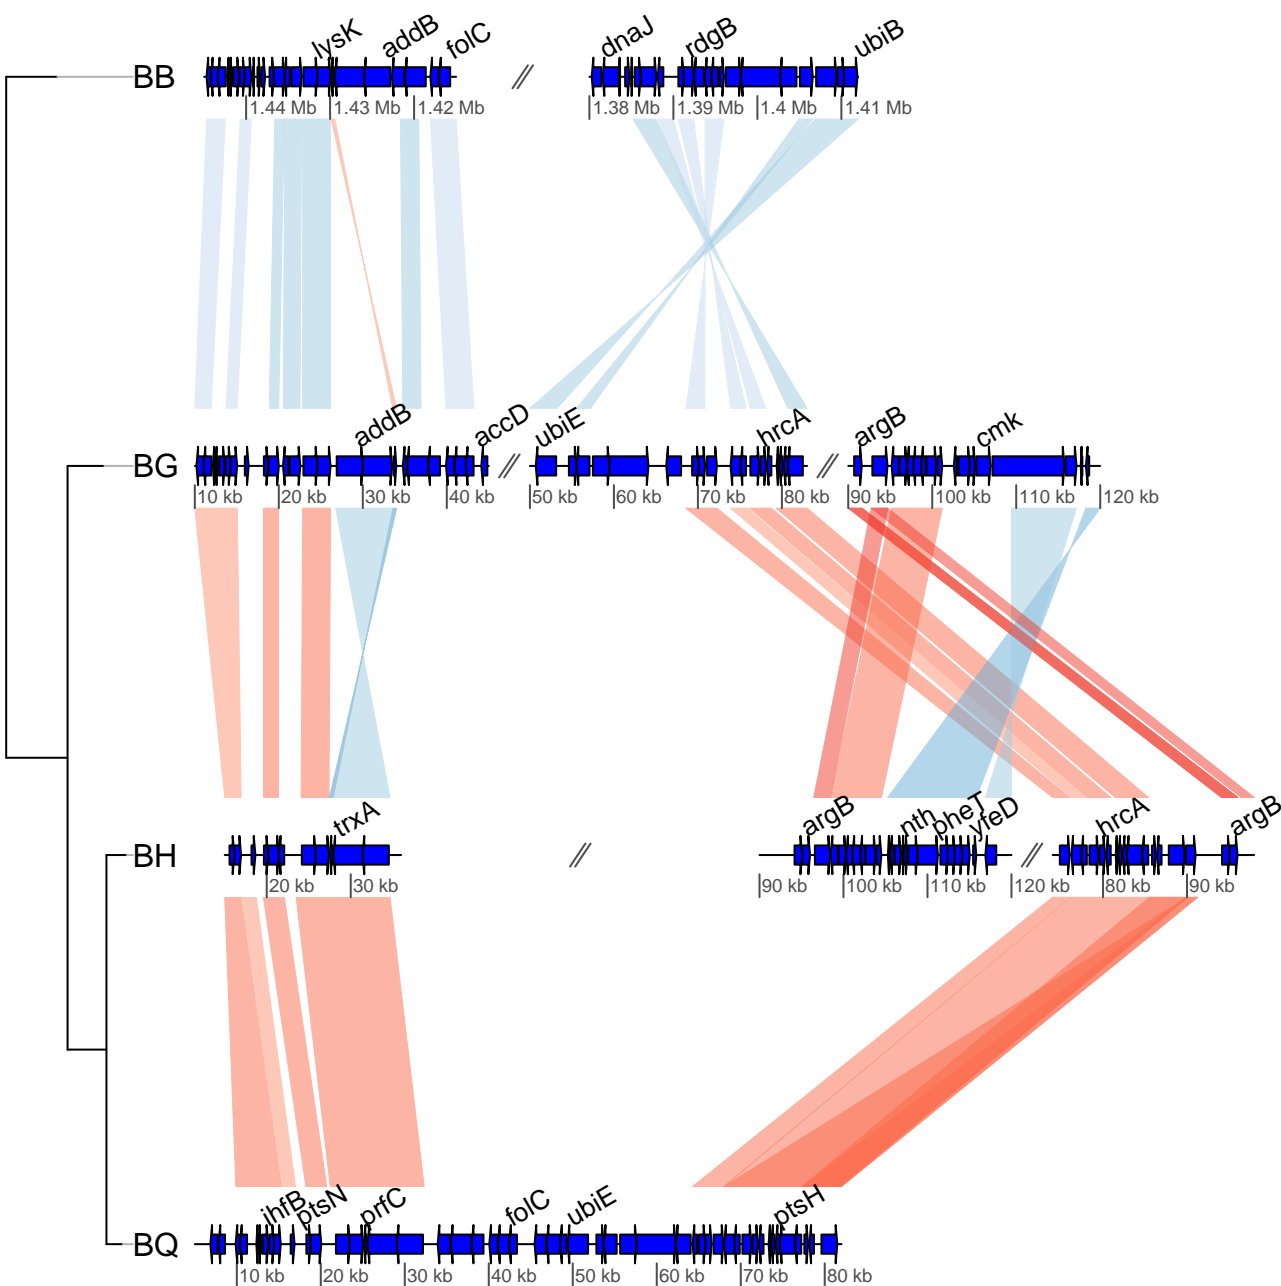 lysK addB folC dnaJ rdgB ubiB
BB //
1.44 Mb 1.43 Mb 1.42 Mb 1.38 Mb 1.39 Mb 1.4 Mb 1.41 Mb
addB accD ubiE hrcA argB cmk
BG // //
10 kb 20 kb 30 kb 40 kb 50 kb 60 kb 70 kb 80 kb 90 kb 100 kb 110 kb 120 kb
trxA argB nth pheT yfeD hrcA argB
BH // //
20 kb 30 kb 90 kb 100 kb 110 kb 120 kb 80 kb 90 kb
ihfB ptsN prfC folC ubiE ptsH
BQ
10 kb 20 kb 30 kb 40 kb 50 kb 60 kb 70 kb 80 kb